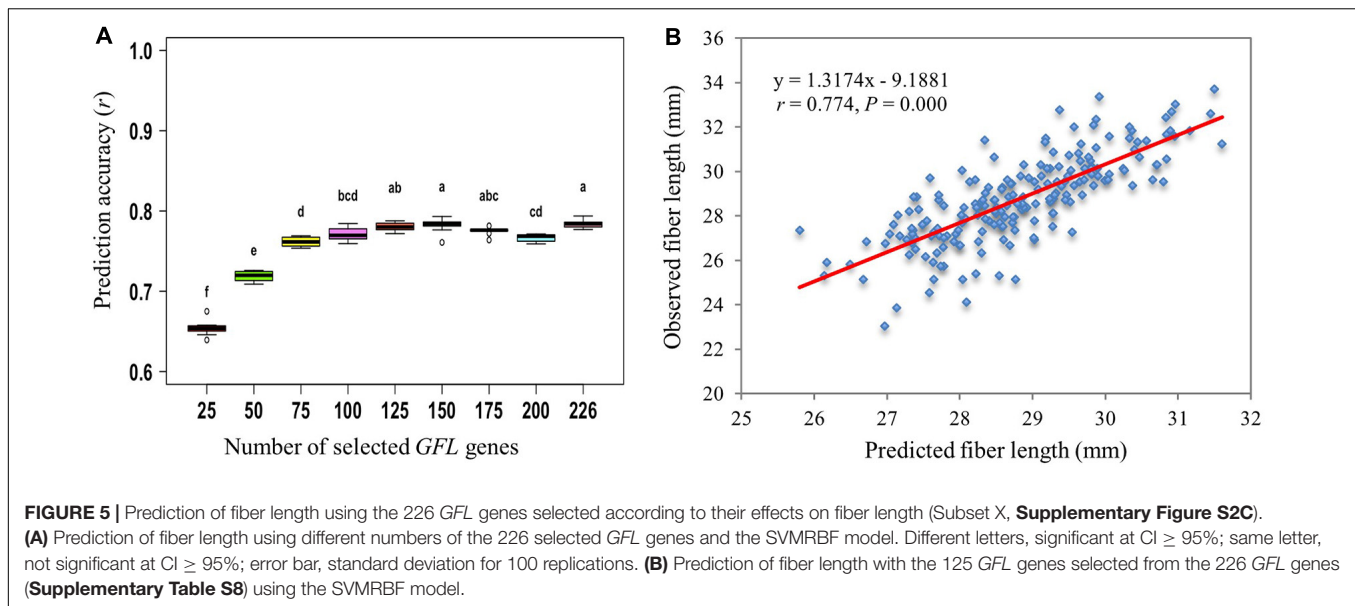 A
Prediction accuracy (r)
1.0
0.9
0.8
0.7
0.6
f
e
d
bcd
ab
a
abc
cd
a
25 50 75 100 125 150 175 200 226
Number of selected GFL genes
B
Observed fiber length (mm)
36
34
32
30
28
26
24
22
20
y = 1.3174x - 9.1881
r = 0.774, P = 0.000
25 26 27 28 29 30 31 32
Predicted fiber length (mm)
FIGURE 5 | Prediction of fiber length using the 226 GFL genes selected according to their effects on fiber length (Subset X, Supplementary Figure S2C).
(A) Prediction of fiber length using different numbers of the 226 selected GFL genes and the SVMRBF model. Different letters, significant at CI ≥ 95%; same letter,
not significant at CI ≥ 95%; error bar, standard deviation for 100 replications. (B) Prediction of fiber length with the 125 GFL genes selected from the 226 GFL genes
(Supplementary Table S8) using the SVMRBF model.